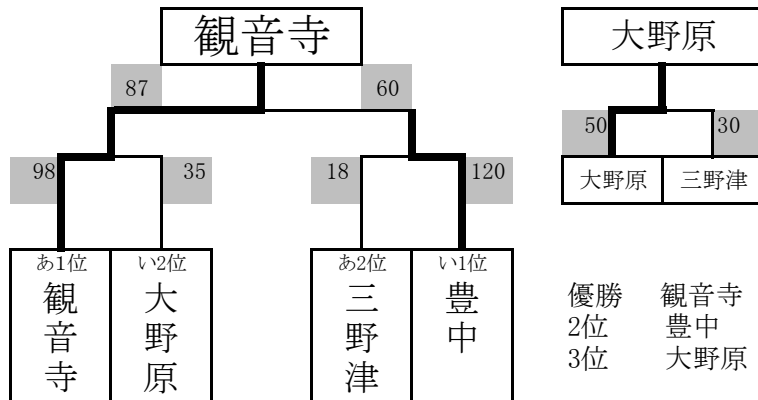 観音寺
大野原
87
60
50
30
98
35
18
120
大野原
三野津
あ1位
い2位
あ2位
い1位
観音寺
大野原
三野津
豊中
優勝 観音寺
2位 豊中
3位 大野原